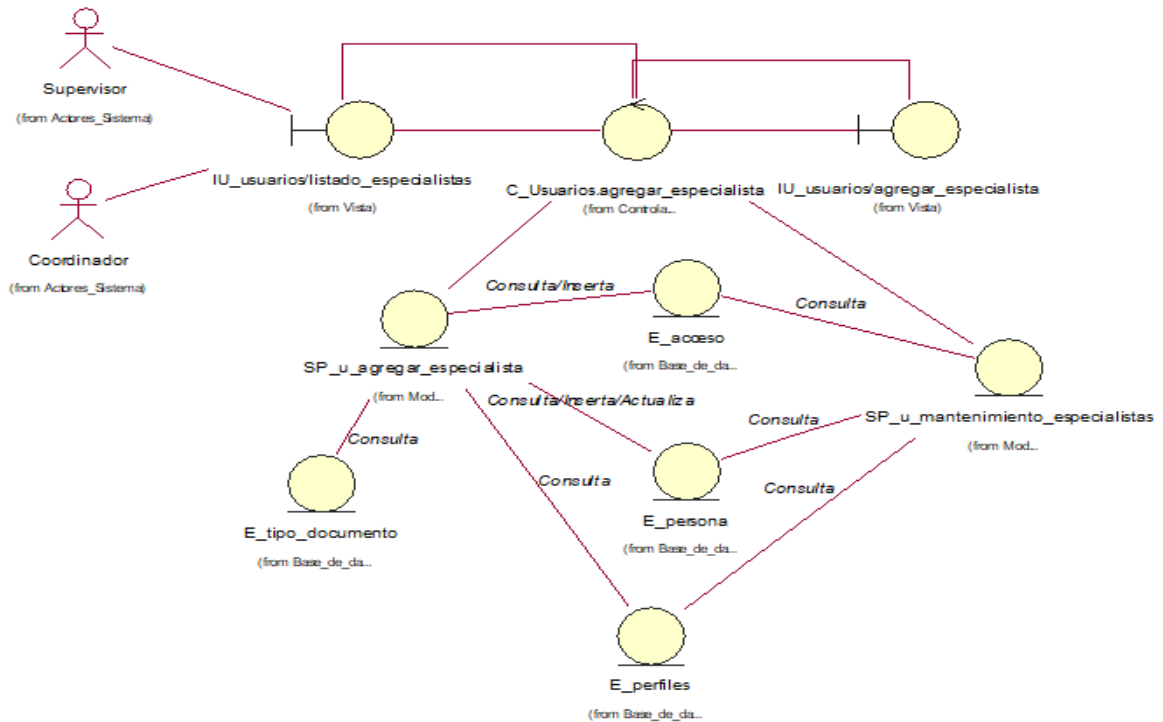 Supervisor
(from Actores_Sistema)
IU_usuarios/listado_especialistas
(from Vista)
C_Usuarios.agregar_especialista
(from Controla...
IU_usuarios/agregar_especialista
(from Vista)
Coordinador
(from Actores_Sistema)
Consulta/Inserta
Consulta
E_acceso
(from Base_de_da...
SP_u_agregar_especialista
(from Mod...
Consulta/Inserta/Actualiza
Consulta
SP_u_mantenimiento_especialistas
(from Mod...
Consulta
Consulta
Consulta
E_tipo_documento
(from Base_de_da...
E_persona
(from Base_de_da...
E_perfiles
(from Base_de_da...